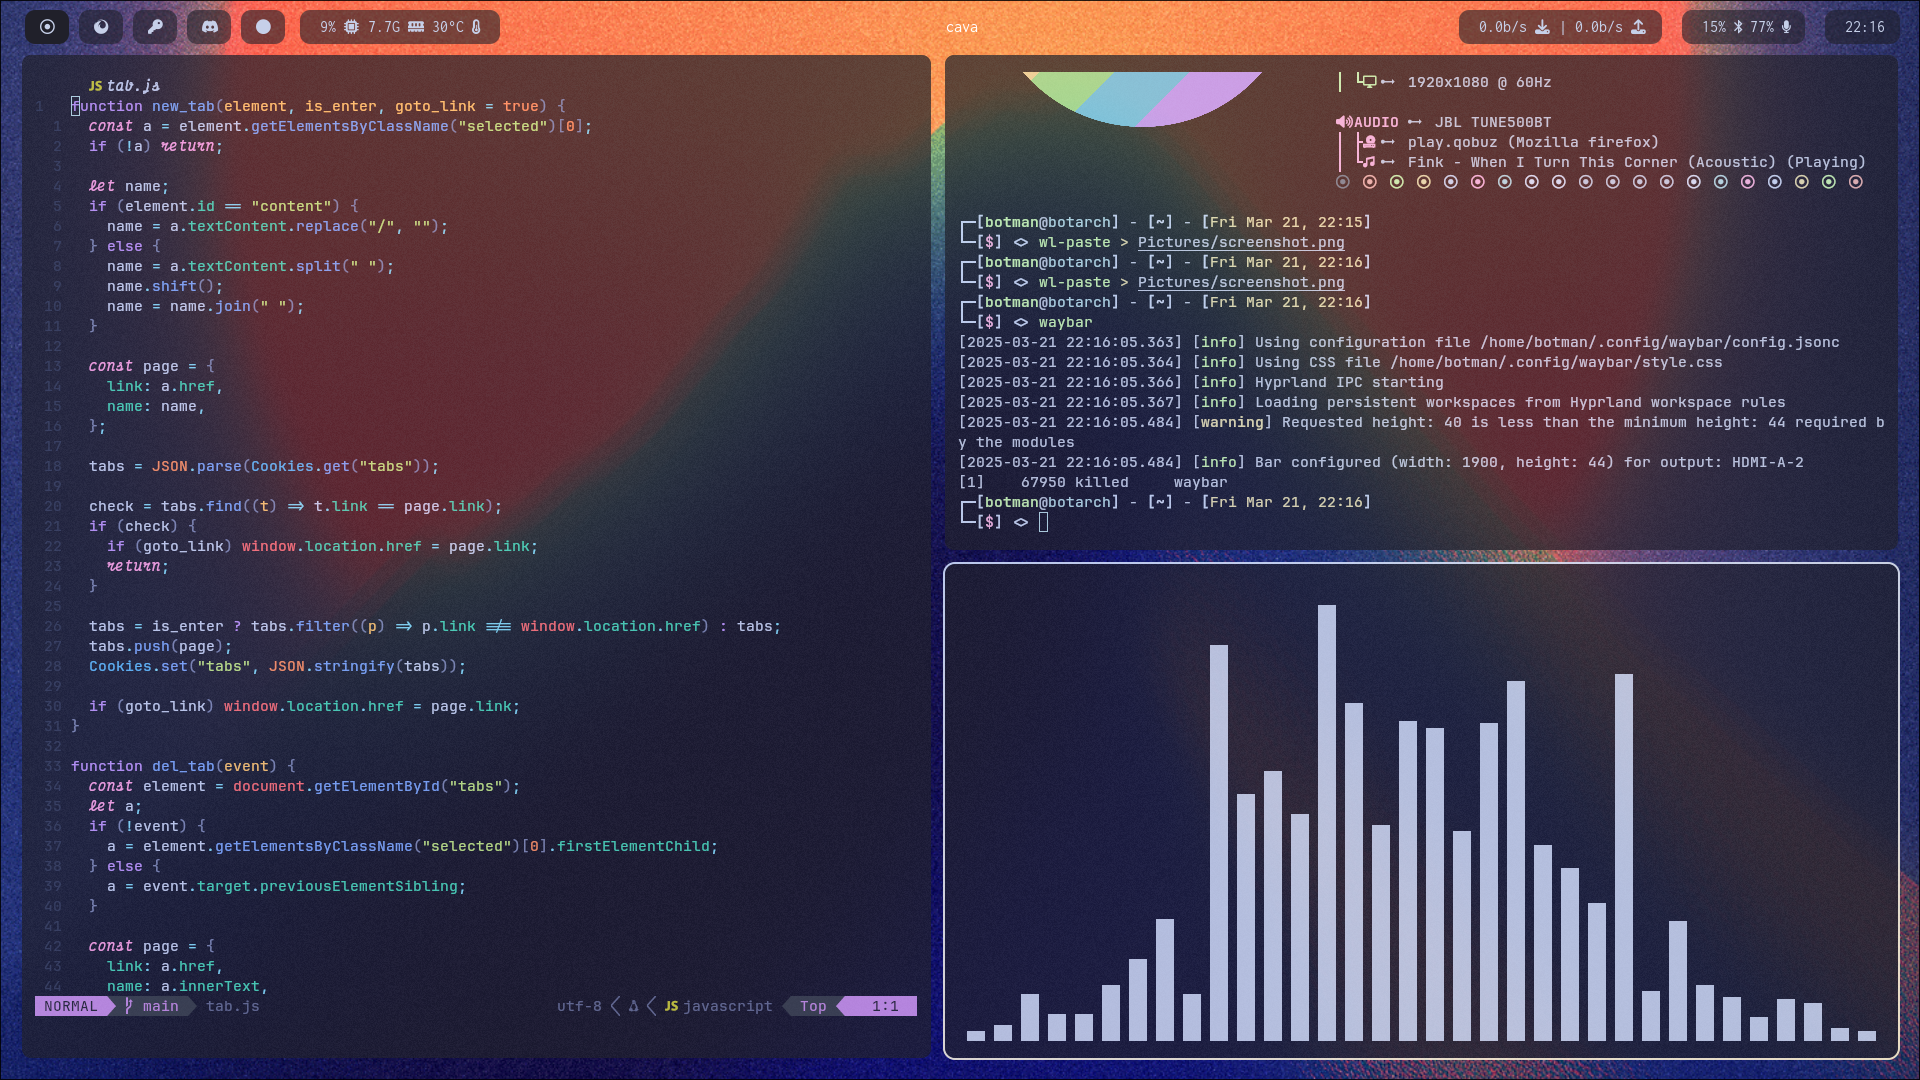 9% 7.7G 30°C
cava
0.0b/s | 0.0b/s
15% 77%
22:16
JS tab.js
1 function new_tab(element, is_enter, goto_link = true) {
1 const a = element.getElementsByClassName("selected")[0];
2 if (!a) return;
3
4 let name;
5 if (element.id == "content") {
6 name = a.textContent.replace("/", "");
7 } else {
8 name = a.textContent.split(" ");
9 name.shift();
10 name = name.join(" ");
11 }
12
13 const page = {
14 link: a.href,
15 name: name,
16 };
17
18 tabs = JSON.parse(Cookies.get("tabs"));
19
20 check = tabs.find((t) => t.link == page.link);
21 if (check) {
22 if (goto_link) window.location.href = page.link;
23 return;
24 }
25
26 tabs = is_enter ? tabs.filter((p) => p.link !== window.location.href) : tabs;
27 tabs.push(page);
28 Cookies.set("tabs", JSON.stringify(tabs));
29
30 if (goto_link) window.location.href = page.link;
31 }
32
33 function del_tab(event) {
34 const element = document.getElementById("tabs");
35 let a;
36 if (!event) {
37 a = element.getElementsByClassName("selected")[0].firstElementChild;
38 } else {
39 a = event.target.previousElementSibling;
40 }
41
42 const page = {
43 link: a.href,
44 name: a.innerText,
NORMAL main tab.js utf-8 JS javascript Top 1:1
1920x1080 @ 60Hz
AUDIO JBL TUNE500BT
play.qobuz (Mozilla firefox)
Fink - When I Turn This Corner (Acoustic) (Playing)
┌─[botman@botarch] - [~] - [Fri Mar 21, 22:15]
└─[$] <> wl-paste > Pictures/screenshot.png
┌─[botman@botarch] - [~] - [Fri Mar 21, 22:16]
└─[$] <> wl-paste > Pictures/screenshot.png
┌─[botman@botarch] - [~] - [Fri Mar 21, 22:16]
└─[$] <> waybar
[2025-03-21 22:16:05.363] [info] Using configuration file /home/botman/.config/waybar/config.jsonc
[2025-03-21 22:16:05.364] [info] Using CSS file /home/botman/.config/waybar/style.css
[2025-03-21 22:16:05.366] [info] Hyprland IPC starting
[2025-03-21 22:16:05.367] [info] Loading persistent workspaces from Hyprland workspace rules
[2025-03-21 22:16:05.484] [warning] Requested height: 40 is less than the minimum height: 44 required b
y the modules
[2025-03-21 22:16:05.484] [info] Bar configured (width: 1900, height: 44) for output: HDMI-A-2
[1] 67950 killed waybar
┌─[botman@botarch] - [~] - [Fri Mar 21, 22:16]
└─[$] <>